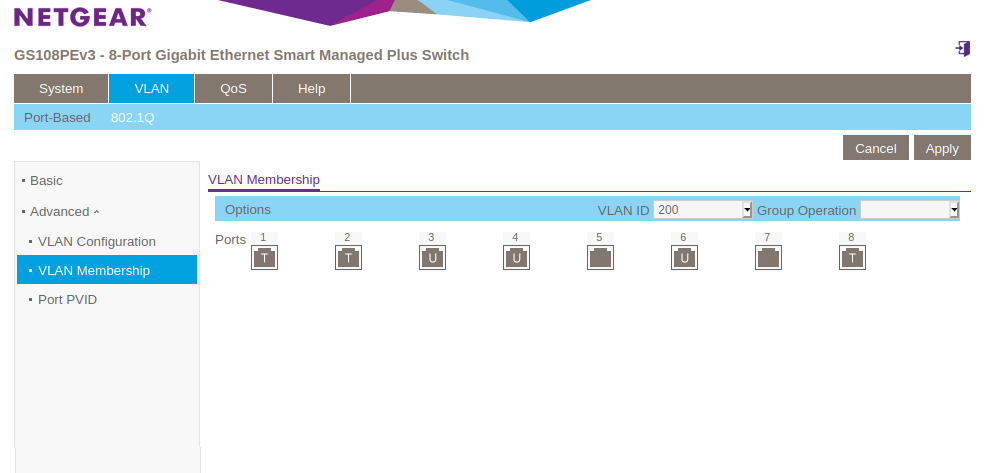 NETGEAR®
GS108PEv3 - 8-Port Gigabit Ethernet Smart Managed Plus Switch
System VLAN QoS Help
Port-Based 802.1Q
Cancel Apply
Basic
Advanced
VLAN Configuration
VLAN Membership
Port PVID
VLAN Membership
Options VLAN ID 200 Group Operation
Ports 1 2 3 4 5 6 7 8
T T U U U T